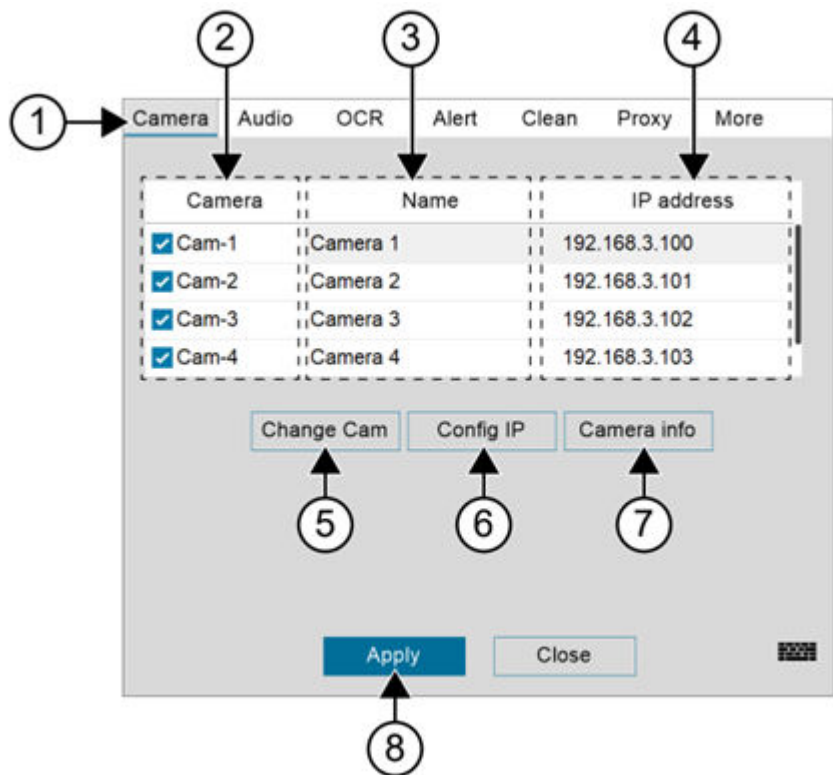 2 3 4
1 Camera Audio OCR Alert Clean Proxy More
Camera Name IP address
Cam-1 Camera 1 192.168.3.100
Cam-2 Camera 2 192.168.3.101
Cam-3 Camera 3 192.168.3.102
Cam-4 Camera 4 192.168.3.103
Change Cam Config IP Camera info
5 6 7
Apply Close
8